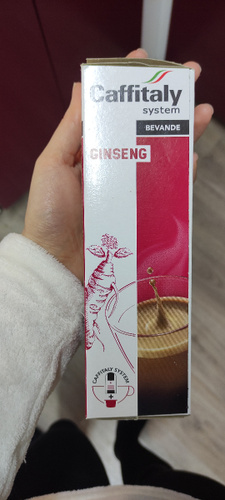 Caffitaly
system
BEVANDE
GINSENG
CAFFITALY SYSTEM